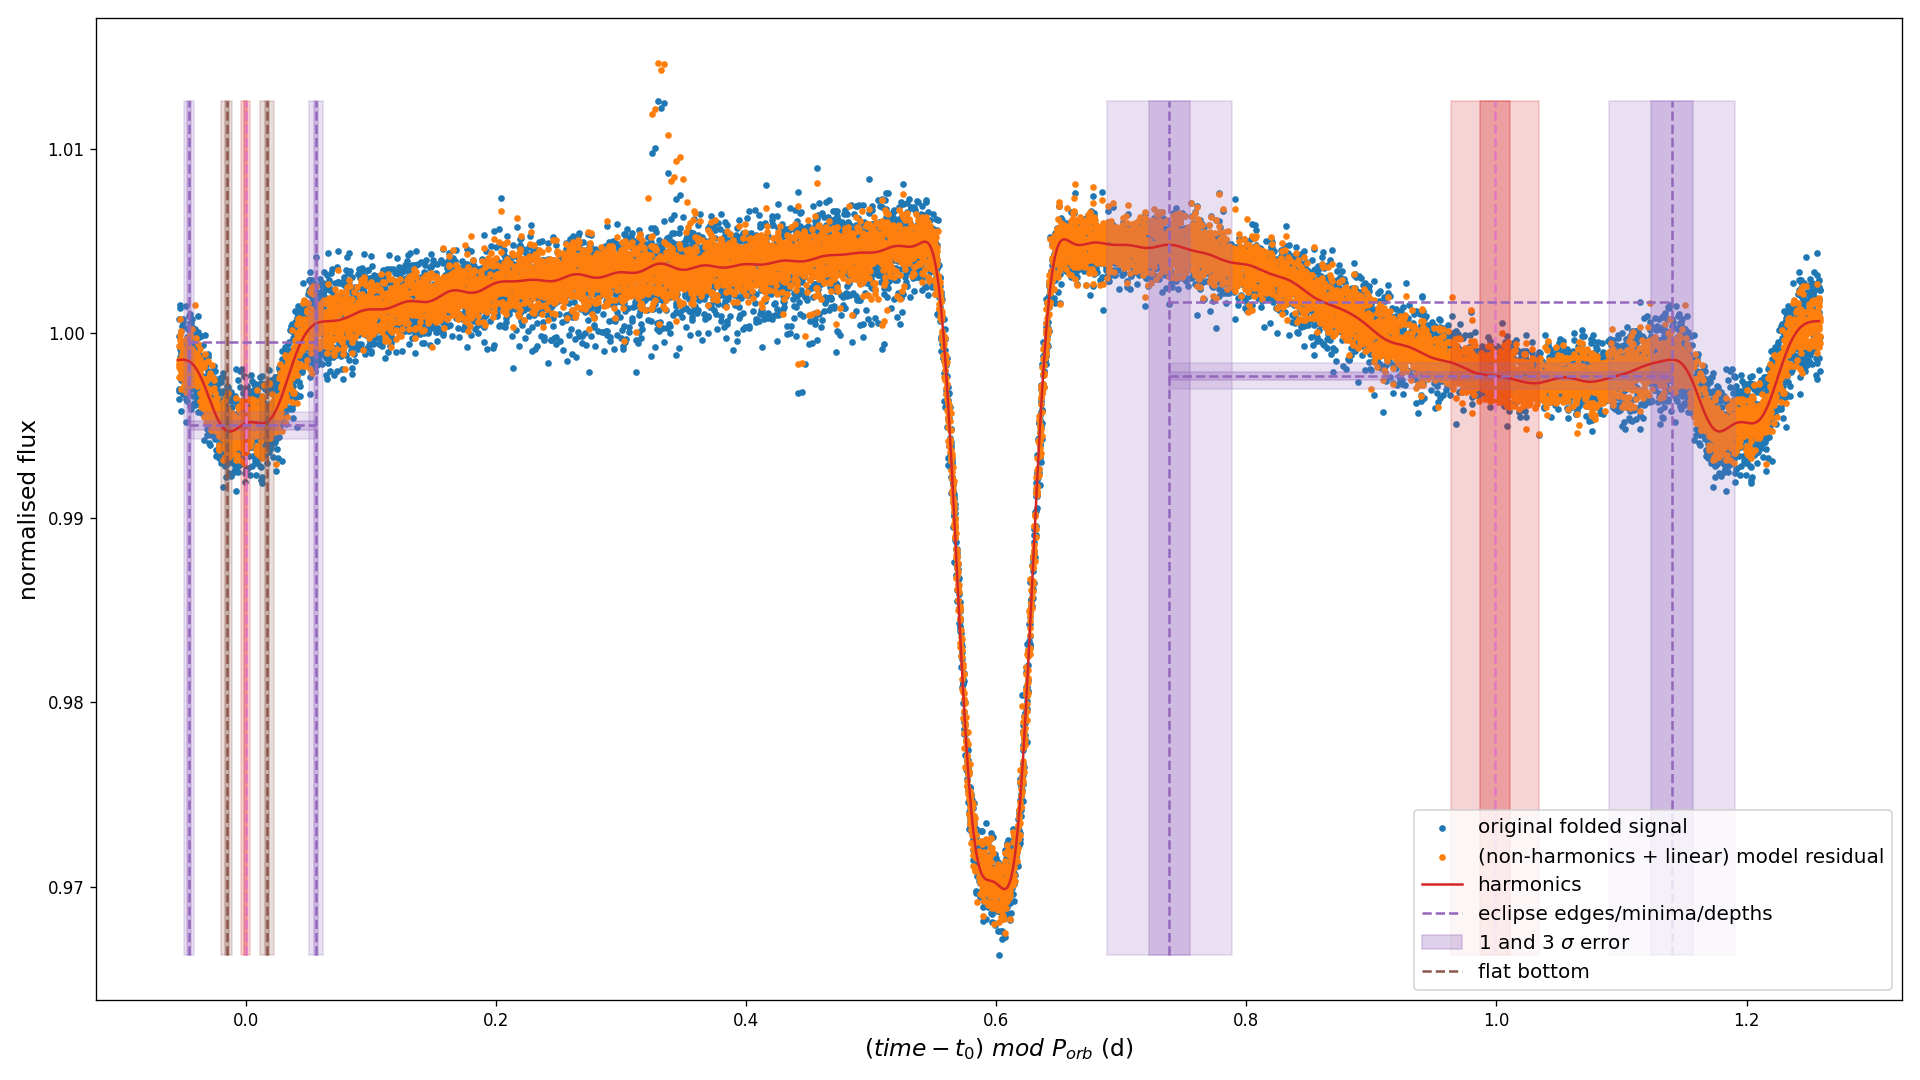 normalised flux
1.01
1.00
0.99
0.98
0.97
0.0 0.2 0.4 0.6 0.8 1.0 1.2
(time − t₀) mod P_orb (d)
original folded signal
(non-harmonics + linear) model residual
harmonics
eclipse edges/minima/depths
1 and 3 σ error
flat bottom